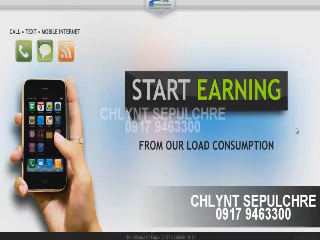 CALL • TEXT • MOBILE INTERNET
START EARNING
CHLYNT SEPULCHRE
0917 9463300
FROM OUR LOAD CONSUMPTION
CHLYNT SEPULCHRE
0917 9463300